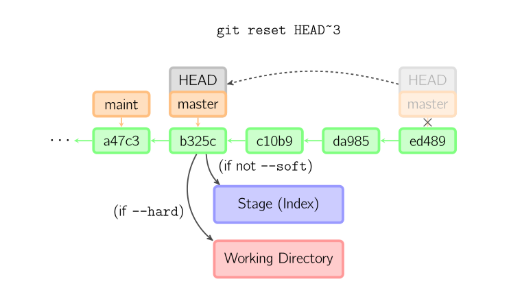 git reset HEAD~3
HEAD HEAD
maint master master
... a47c3 b325c c10b9 da985 ed489
(if not --soft)
Stage (Index)
(if --hard)
Working Directory